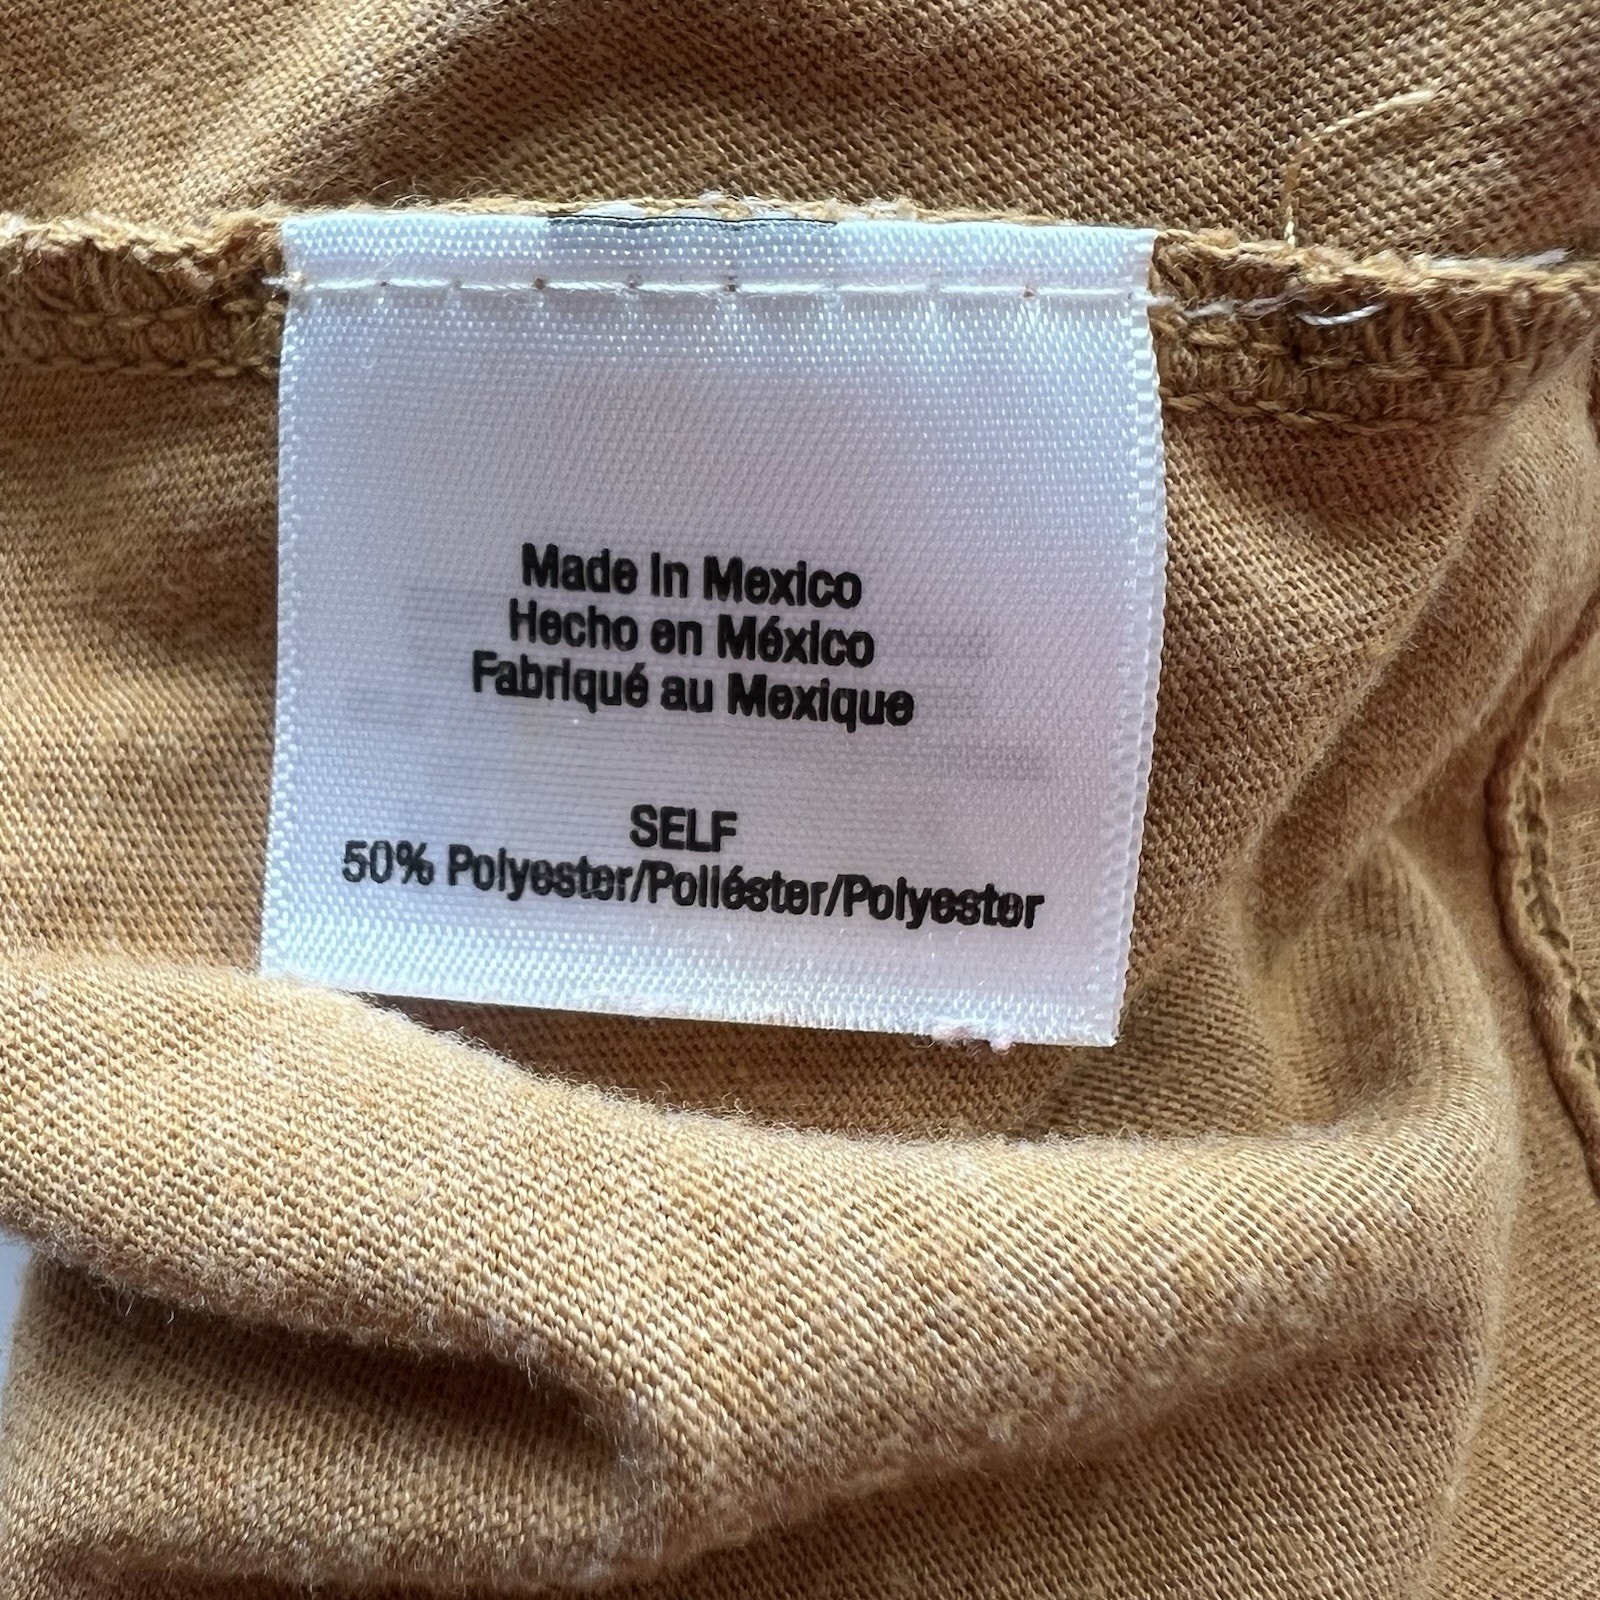 Made In Mexico
Hecho en México
Fabriqué au Mexique
SELF
50% Polyester/Poliéster/Polyester